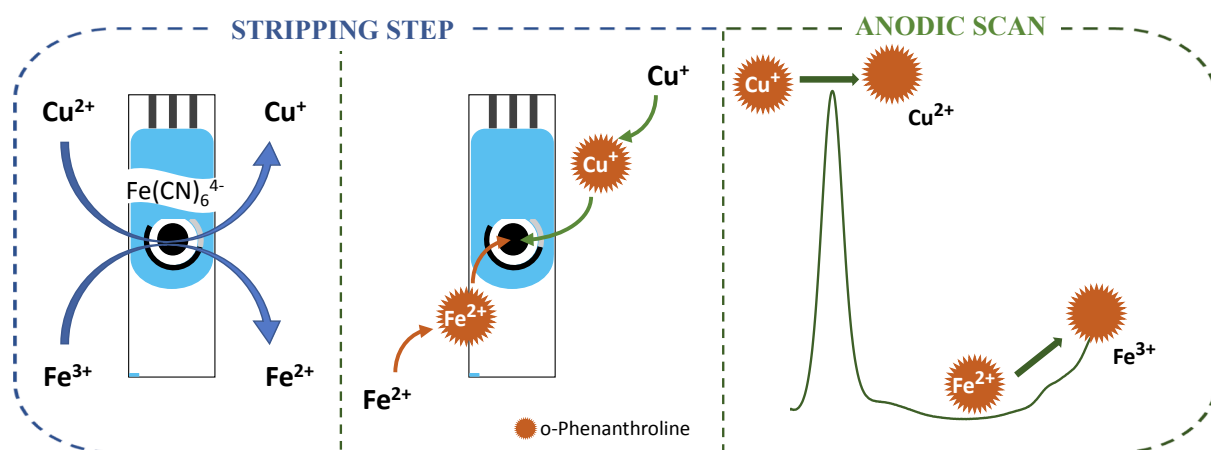 STRIPPING STEP
ANODIC SCAN
Cu²⁺
Cu⁺
Fe(CN)₆⁴⁻
Fe³⁺
Fe²⁺
Cu⁺
Cu⁺
Fe²⁺
Fe²⁺
o-Phenanthroline
Cu⁺
Cu²⁺
Fe²⁺
Fe³⁺